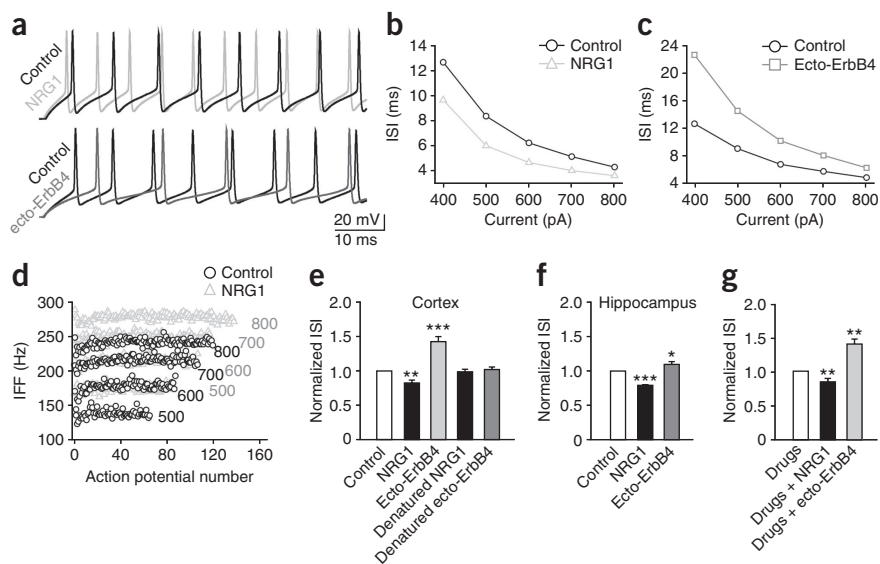 a
Control
NRG1
Control
ecto-ErbB4
20 mV
10 ms
b
Control
NRG1
ISI (ms)
14
12
10
8
6
4
400 500 600 700 800
Current (pA)
c
Control
Ecto-ErbB4
ISI (ms)
24
20
16
12
8
4
400 500 600 700 800
Current (pA)
d
Control
NRG1
IFF (Hz)
300
250
200
150
100
800
700
800
600
700
500
600
500
0 40 80 120 160
Action potential number
e
Cortex
Normalized ISI
2.0
1.5
1.0
0.5
0
**
***
Control
NRG1
Ecto-ErbB4
Denatured NRG1
Denatured ecto-ErbB4
f
Hippocampus
Normalized ISI
2.0
1.5
1.0
0.5
0
***
*
Control
NRG1
Ecto-ErbB4
g
Normalized ISI
2.0
1.5
1.0
0.5
0
**
**
Drugs
Drugs + NRG1
Drugs + ecto-ErbB4